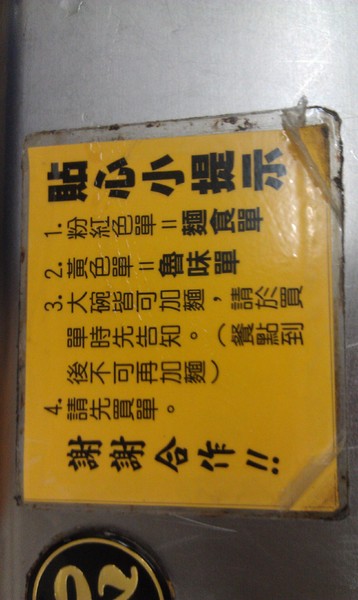 貼心小提示
1. 粉紅色單=麵食單
2. 黃色單=魯味單
3. 大碗皆可加麵，請於買
單時先告知。（餐點到
後不可再加麵）
4. 請先買單。
謝謝合作!!